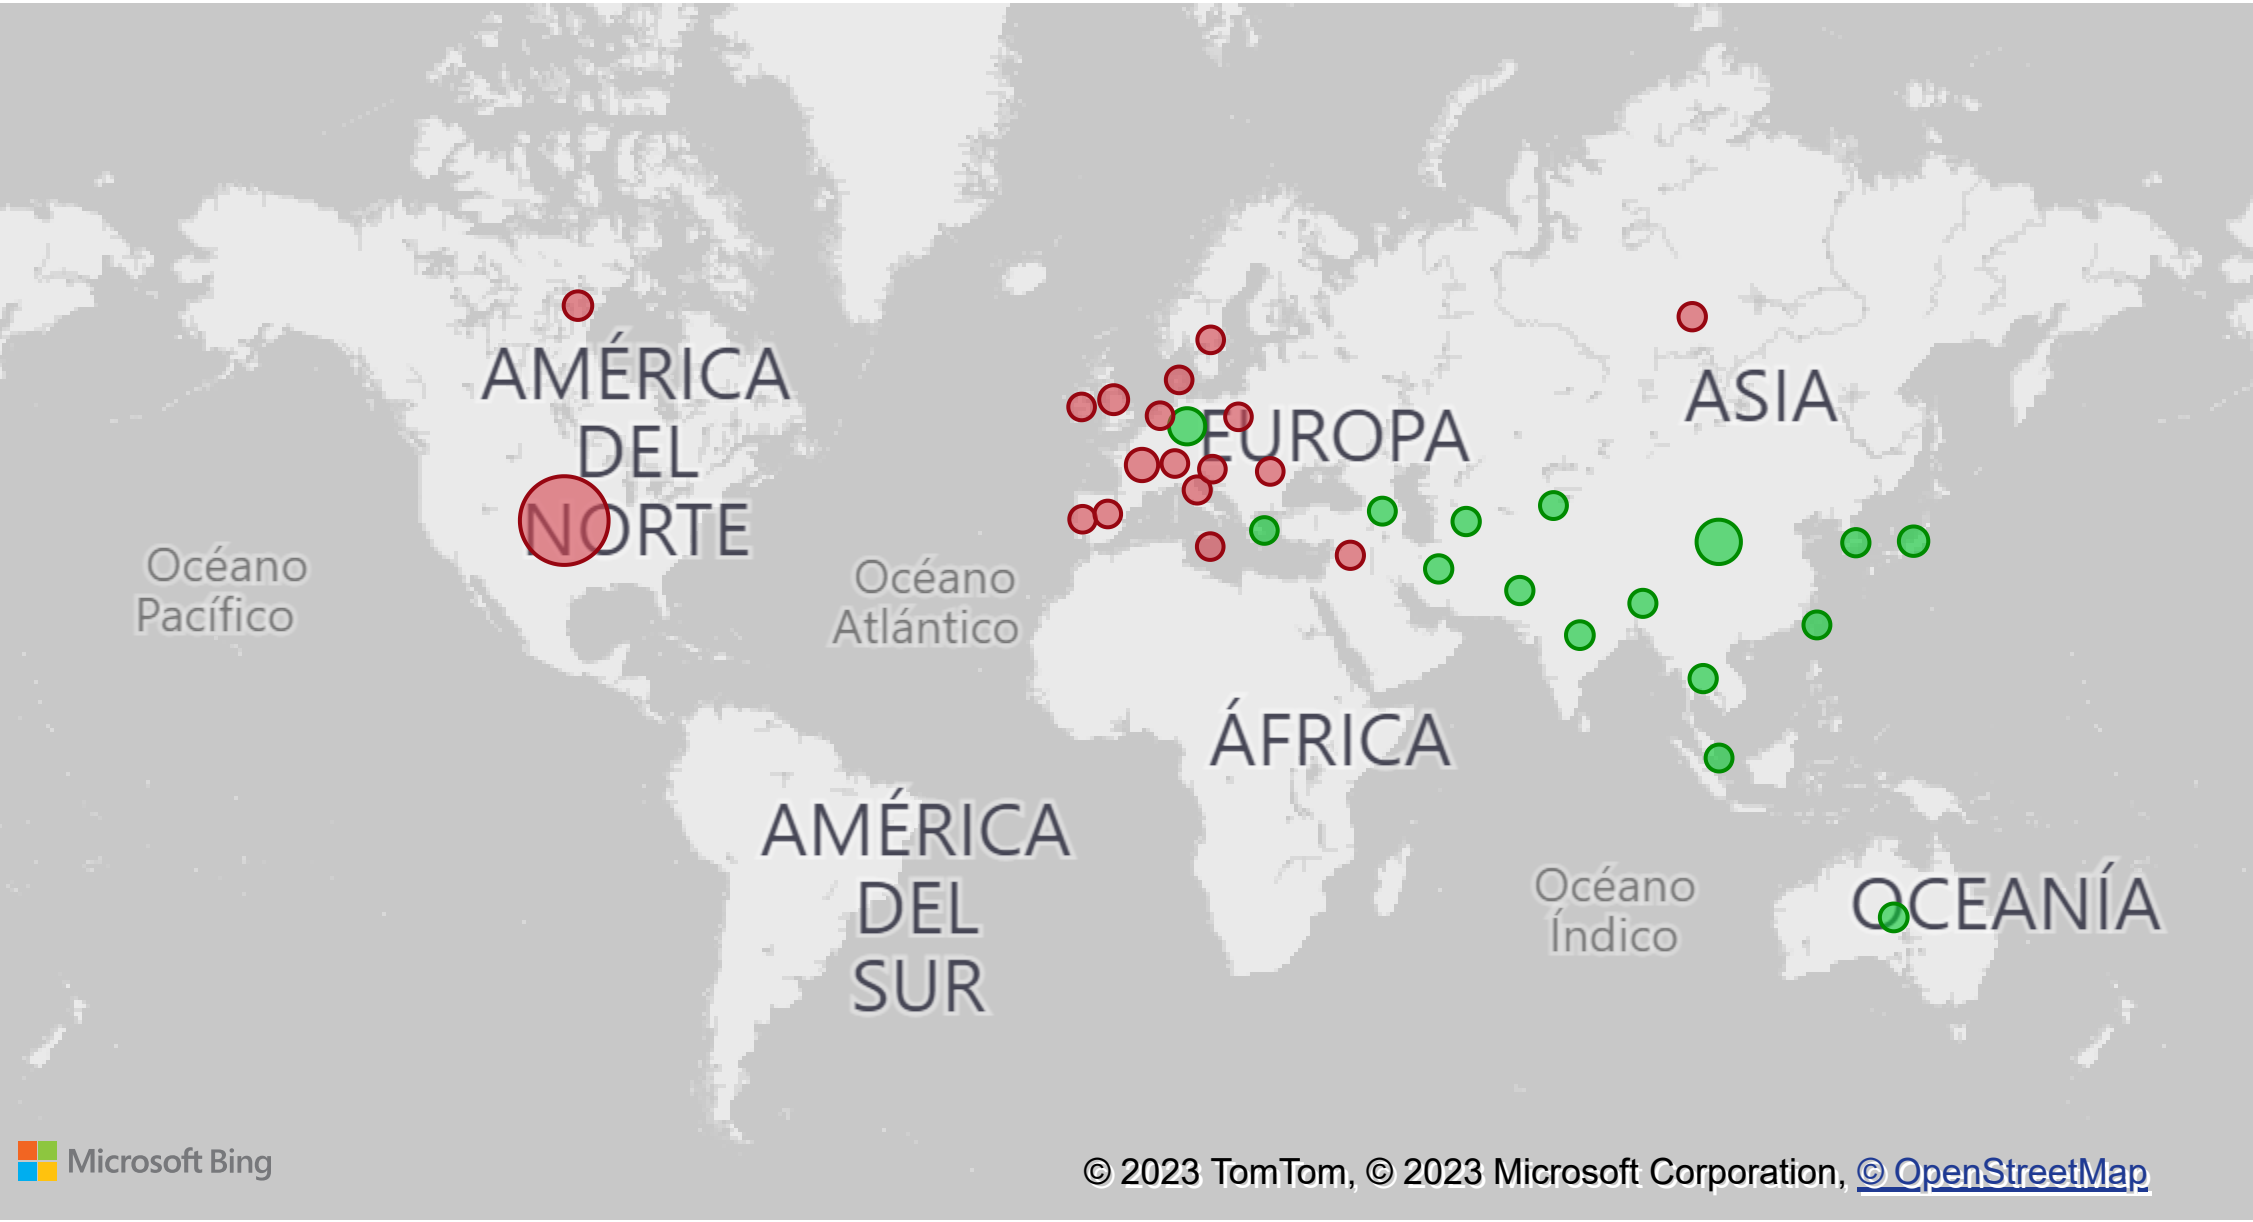 AMÉRICA
DEL
NORTE
EUROPA
ASIA
Océano
Pacífico
Océano
Atlántico
ÁFRICA
AMÉRICA
DEL
SUR
Océano
Índico
OCEANÍA
Microsoft Bing
© 2023 TomTom, © 2023 Microsoft Corporation, © OpenStreetMap